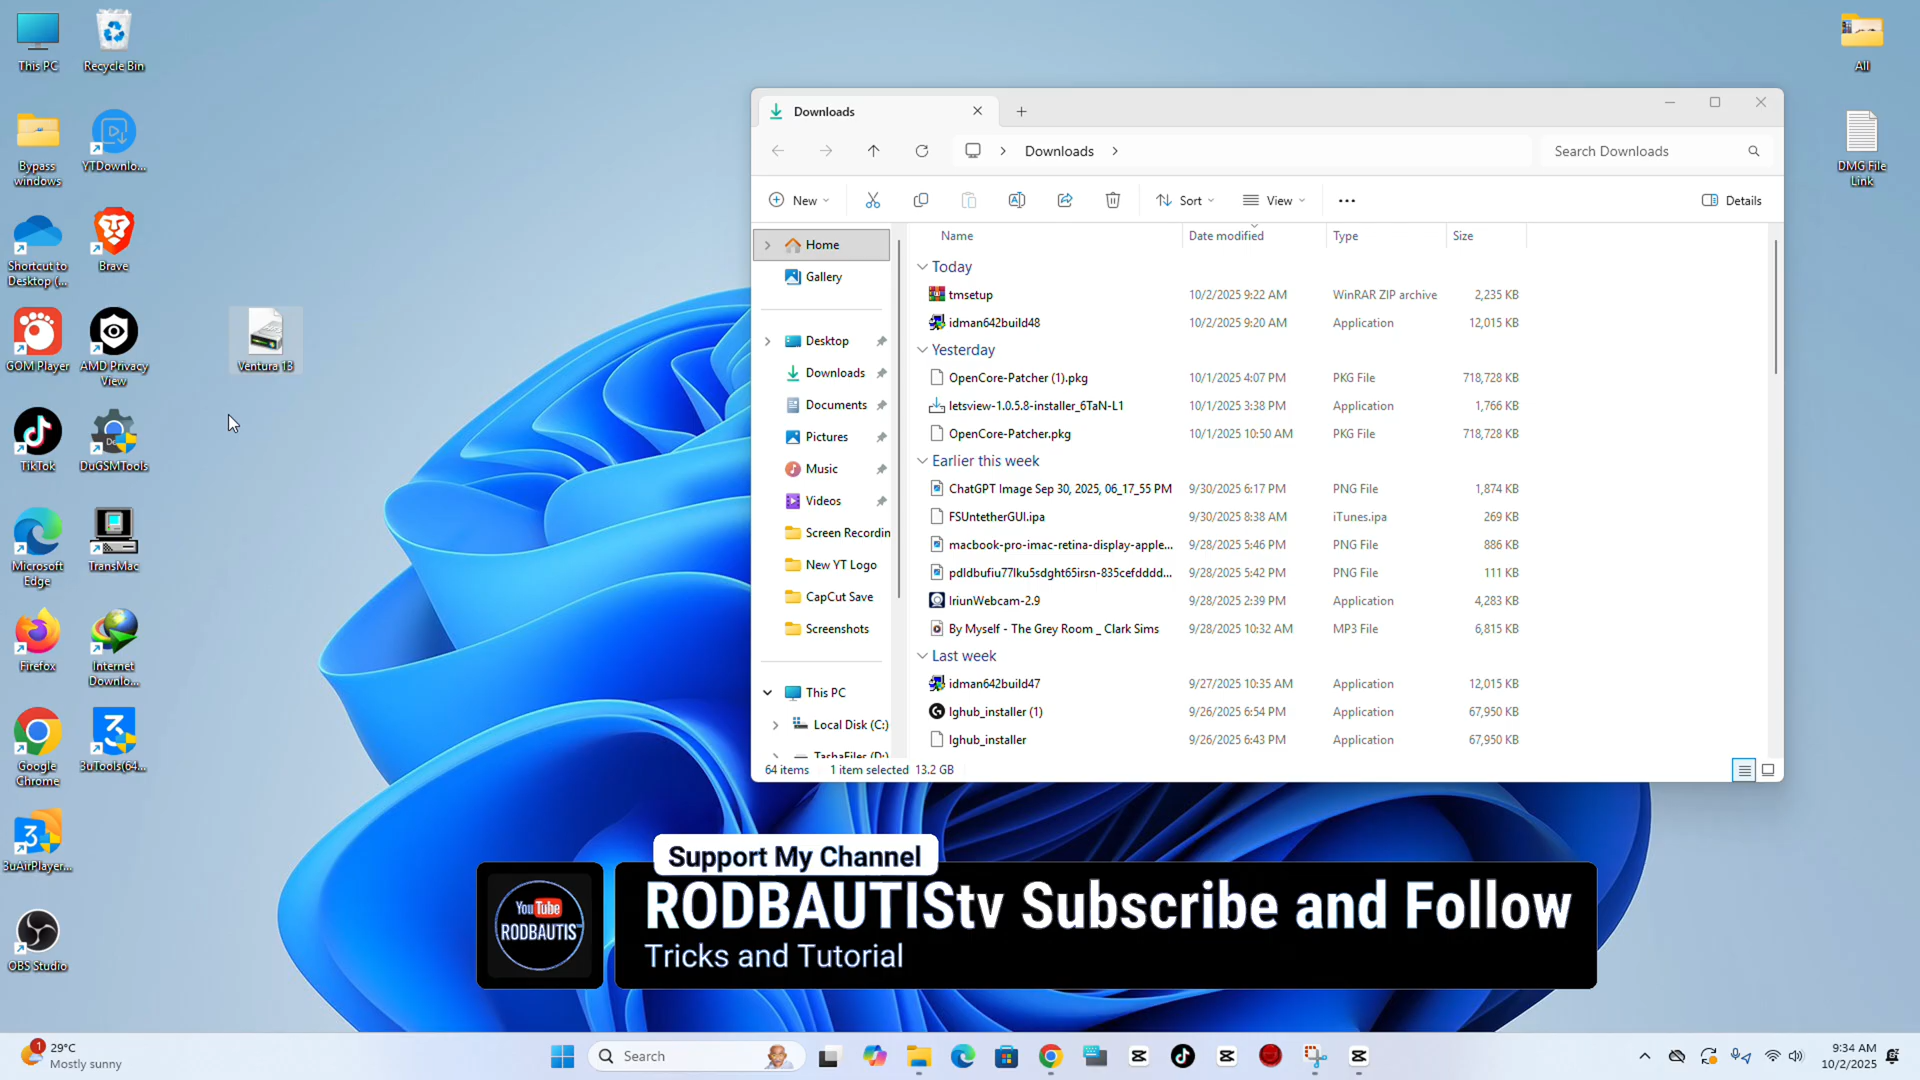 This PC
Recycle Bin
Bypass
windows
YTDownlo...
Shortcut to
Desktop (...
Brave
GOM Player
AMD Privacy
View
Ventura 13
TikTok
DuGSMTools
Microsoft
Edge
TransMac
Firefox
Internet
Downlo...
Google
Chrome
3uTools(64...
3uAirPlayer...
OBS Studio
All
DMG File
Link
Downloads
Downloads
Search Downloads
New
Sort
View
Details
Home
Gallery
Desktop
Downloads
Documents
Pictures
Music
Videos
Screen Recordin
New YT Logo
CapCut Save
Screenshots
This PC
Local Disk (C:)
TashaFiles (D:)
Name Date modified Type Size
Today
tmsetup 10/2/2025 9:22 AM WinRAR ZIP archive 2,235 KB
idman642build48 10/2/2025 9:20 AM Application 12,015 KB
Yesterday
OpenCore-Patcher (1).pkg 10/1/2025 4:07 PM PKG File 718,728 KB
letsview-1.0.5.8-installer_6TaN-L1 10/1/2025 3:38 PM Application 1,766 KB
OpenCore-Patcher.pkg 10/1/2025 10:50 AM PKG File 718,728 KB
Earlier this week
ChatGPT Image Sep 30, 2025, 06_17_55 PM 9/30/2025 6:17 PM PNG File 1,874 KB
FSUntetherGUI.ipa 9/30/2025 8:38 AM iTunes.ipa 269 KB
macbook-pro-imac-retina-display-apple... 9/28/2025 5:46 PM PNG File 886 KB
pdldbufiu77lku5sdght65irsn-835cefdddd... 9/28/2025 5:42 PM PNG File 111 KB
IriunWebcam-2.9 9/28/2025 2:39 PM Application 4,283 KB
By Myself - The Grey Room _ Clark Sims 9/28/2025 10:32 AM MP3 File 6,815 KB
Last week
idman642build47 9/27/2025 10:35 AM Application 12,015 KB
lghub_installer (1) 9/26/2025 6:54 PM Application 67,950 KB
lghub_installer 9/26/2025 6:43 PM Application 67,950 KB
64 items 1 item selected 13.2 GB
Support My Channel
YouTube
RODBAUTIS
RODBAUTIStv Subscribe and Follow
Tricks and Tutorial
1
29°C
Mostly sunny
Search
9:34 AM
10/2/2025